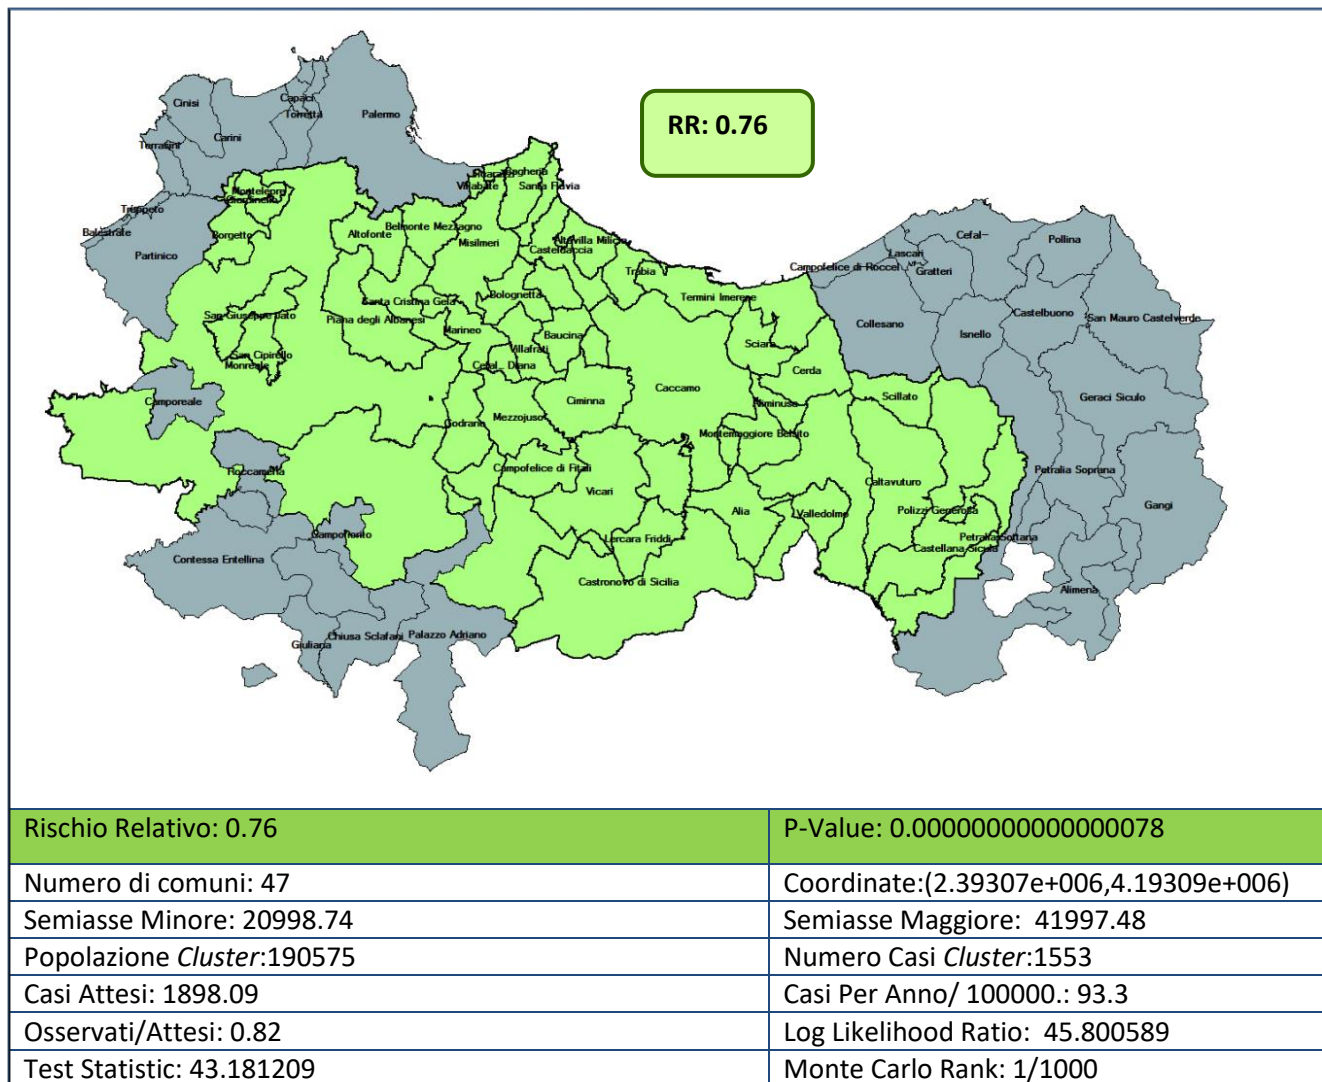 RR: 0.76
Cinisi
Capaci
Torretta
Palermo
Carini
Terrasini
Trappeto
Balestrate
Partinico
Montelepre
Giardinello
Borgetto
Altofonte
Belmonte Mezzagno
Misilmeri
Ficarazzi
Villabate
Bagheria
Santa Flavia
Altavilla Milicia
Casteldaccia
Trabia
Termini Imerese
Campofelice di Roccel
Lascari
Cefal-
Gratteri
Pollina
Collesano
Isnello
Castelbuono
San Mauro Castelverde
San Giuseppe Jato
Santa Cristina Gela
Bolognetta
Piana degli Albanesi
Marineo
Baucina
Villafrati
San Cipirello
Monreale
Cefal_ Diana
Sciara
Cerda
Caccamo
Camporeale
Godrano
Mezzojuso
Ciminna
Aliminusa
Scillato
Geraci Siculo
Montemaggiore Belsito
Roccamena
Campofelice di Fitali
Vicari
Caltavuturo
Petralia Soprana
Gangi
Alia
Valledolmo
Polizzi Generosa
Campofiorito
Lercara Friddi
Petralia Sottana
Castellana Sicula
Contessa Entellina
Castronovo di Sicilia
Alimena
Giuliana
Chiusa Sclafani
Palazzo Adriano
Rischio Relativo: 0.76
P-Value: 0.00000000000000078
Numero di comuni: 47
Coordinate:(2.39307e+006,4.19309e+006)
Semiasse Minore: 20998.74
Semiasse Maggiore: 41997.48
Popolazione Cluster:190575
Numero Casi Cluster:1553
Casi Attesi: 1898.09
Casi Per Anno/ 100000.: 93.3
Osservati/Attesi: 0.82
Log Likelihood Ratio: 45.800589
Test Statistic: 43.181209
Monte Carlo Rank: 1/1000